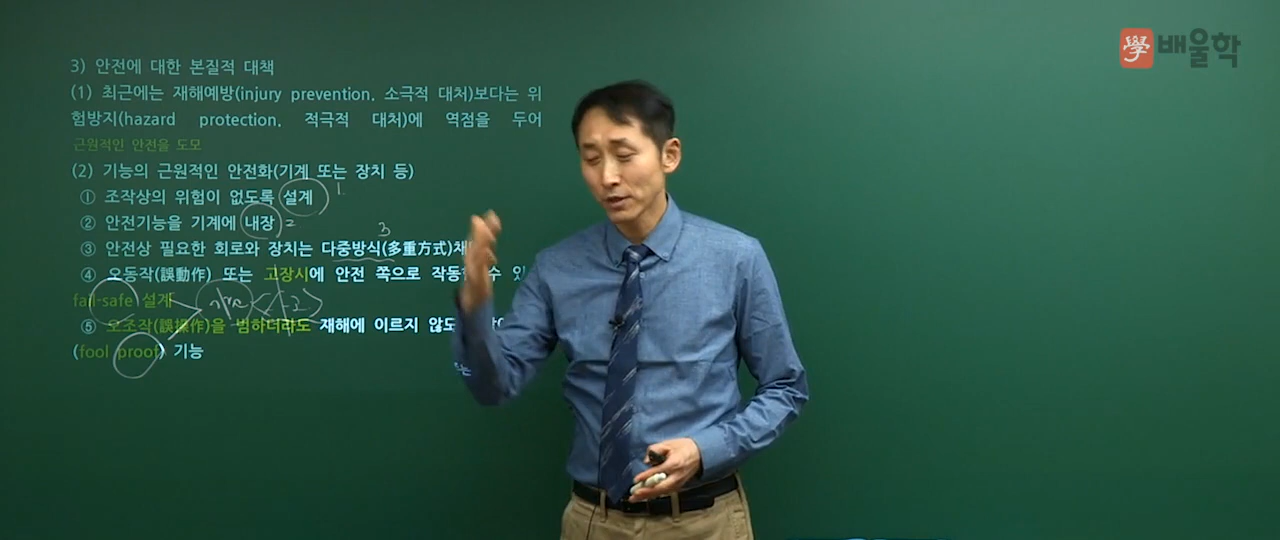 學 배울학
3) 안전에 대한 본질적 대책
(1) 최근에는 재해예방(injury prevention. 소극적 대처)보다는 위
험방지(hazard protection. 적극적 대처)에 역점을 두어
근원적인 안전을 도모
(2) 기능의 근원적인 안전화(기계 또는 장치 등)
① 조작상의 위험이 없도록 설계 1.
② 안전기능을 기계에 내장 2
3
③ 안전상 필요한 회로와 장치는 다중방식(多重方式)채
④ 오동작(誤動作) 또는 고장시에 안전 쪽으로 작동 수 있
fail-safe 설계
⑤ 오조작(誤操作)을 범하더라도 재해에 이르지 않도
(fool proof) 기능